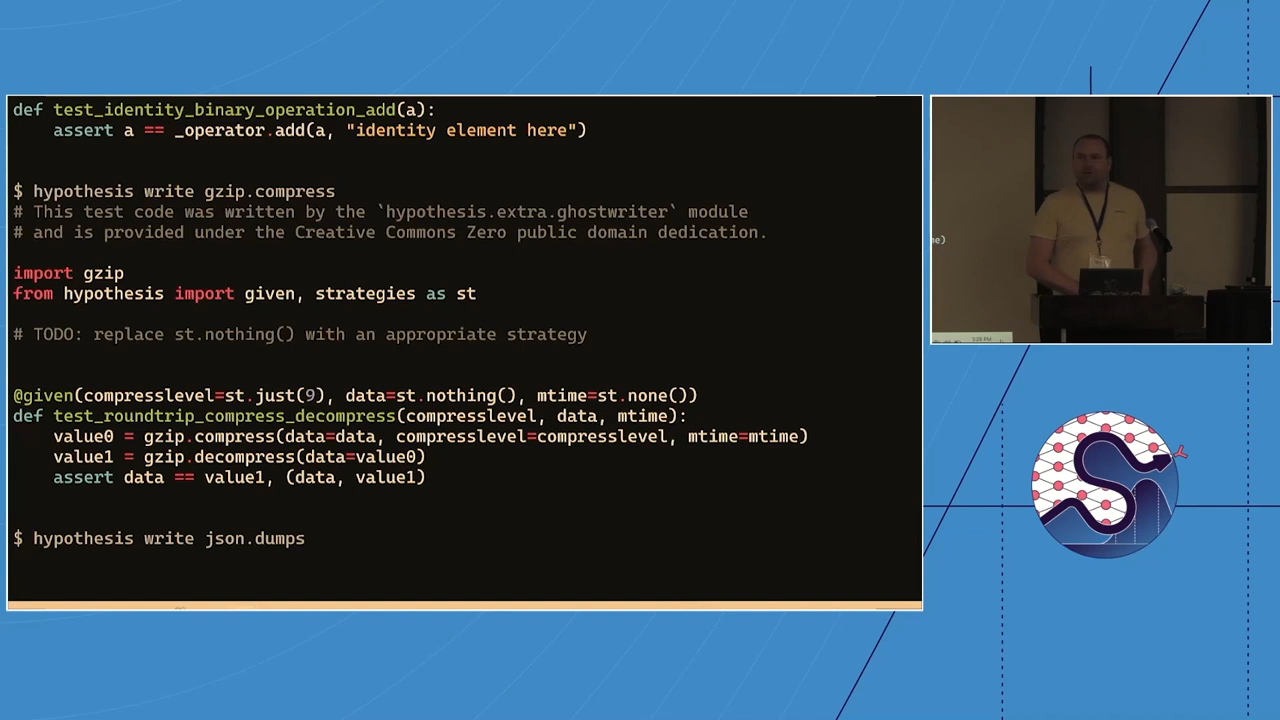 def test_identity_binary_operation_add(a):
    assert a == _operator.add(a, "identity element here")
$ hypothesis write gzip.compress
# This test code was written by the `hypothesis.extra.ghostwriter` module
# and is provided under the Creative Commons Zero public domain dedication.
import gzip
from hypothesis import given, strategies as st
# TODO: replace st.nothing() with an appropriate strategy
@given(compresslevel=st.just(9), data=st.nothing(), mtime=st.none())
def test_roundtrip_compress_decompress(compresslevel, data, mtime):
    value0 = gzip.compress(data=data, compresslevel=compresslevel, mtime=mtime)
    value1 = gzip.decompress(data=value0)
    assert data == value1, (data, value1)
$ hypothesis write json.dumps